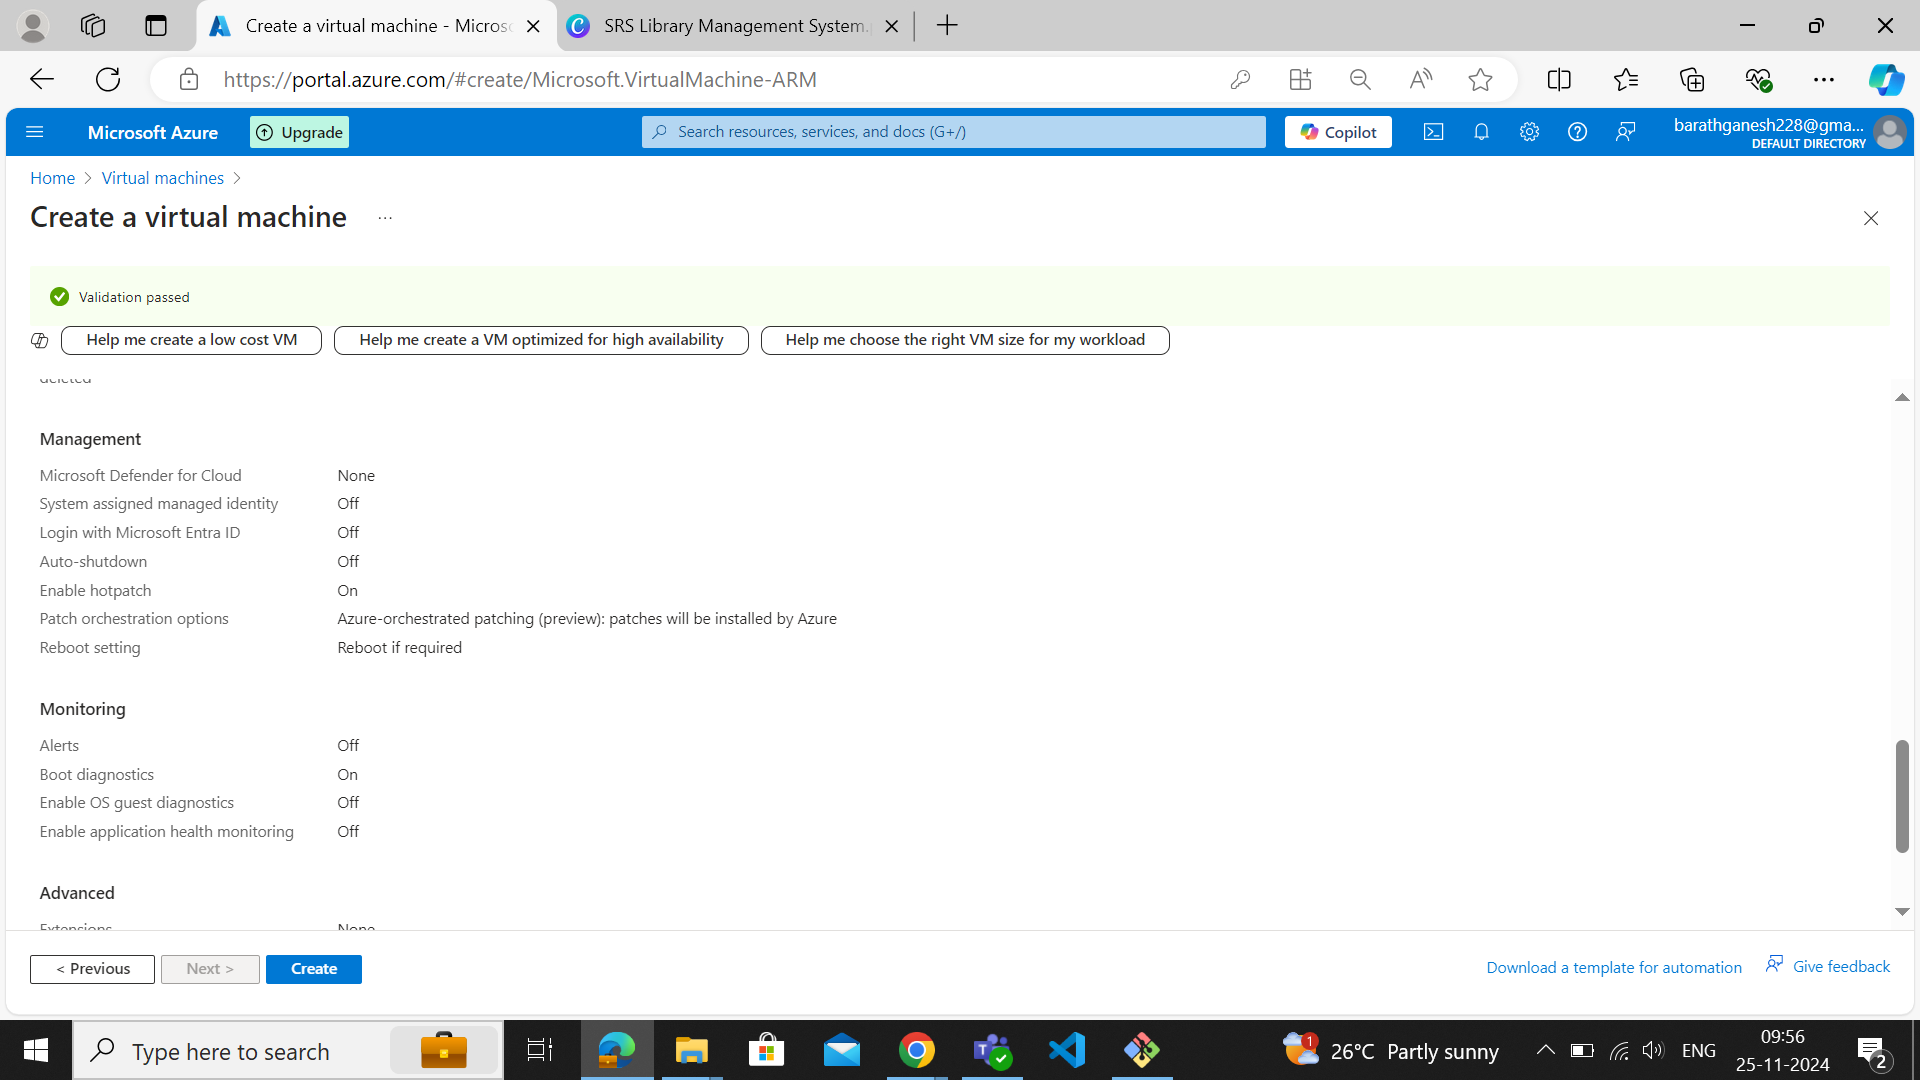 Create a virtual machine - Micros
SRS Library Management System.
https://portal.azure.com/#create/Microsoft.VirtualMachine-ARM
Microsoft Azure
Upgrade
Search resources, services, and docs (G+/)
Copilot
barathganesh228@gma...
DEFAULT DIRECTORY
Home > Virtual machines >
Create a virtual machine ...
Validation passed
Help me create a low cost VM
Help me create a VM optimized for high availability
Help me choose the right VM size for my workload
deleted
Management
Microsoft Defender for Cloud None
System assigned managed identity Off
Login with Microsoft Entra ID Off
Auto-shutdown Off
Enable hotpatch On
Patch orchestration options Azure-orchestrated patching (preview): patches will be installed by Azure
Reboot setting Reboot if required
Monitoring
Alerts Off
Boot diagnostics On
Enable OS guest diagnostics Off
Enable application health monitoring Off
Advanced
Extensions None
< Previous
Next >
Create
Download a template for automation
Give feedback
Type here to search
1
26°C Partly sunny
ENG
09:56
25-11-2024
2